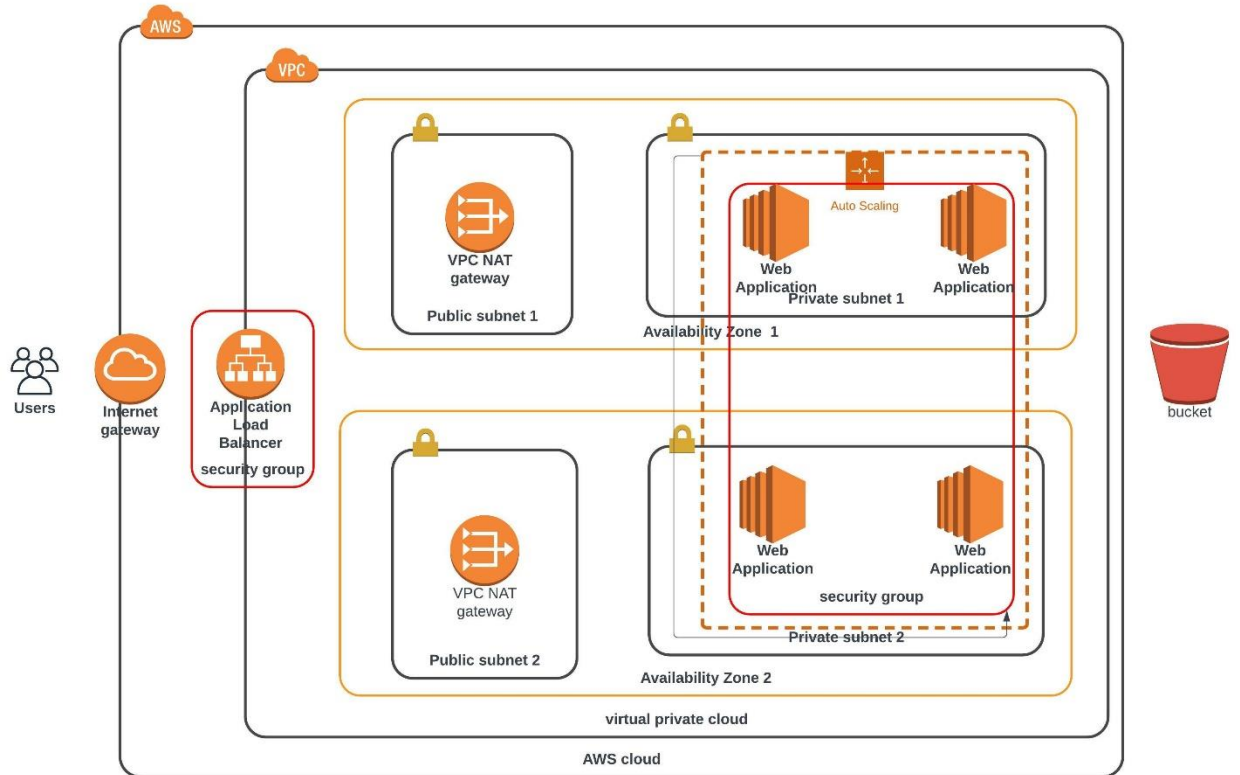 AWS
VPC
Auto Scaling
VPC NAT
gateway
Public subnet 1
Web
Application
Web
Application
Private subnet 1
Availability Zone 1
Users
Internet
gateway
Application
Load
Balancer
security group
bucket
VPC NAT
gateway
Public subnet 2
Web
Application
Web
Application
security group
Private subnet 2
Availability Zone 2
virtual private cloud
AWS cloud